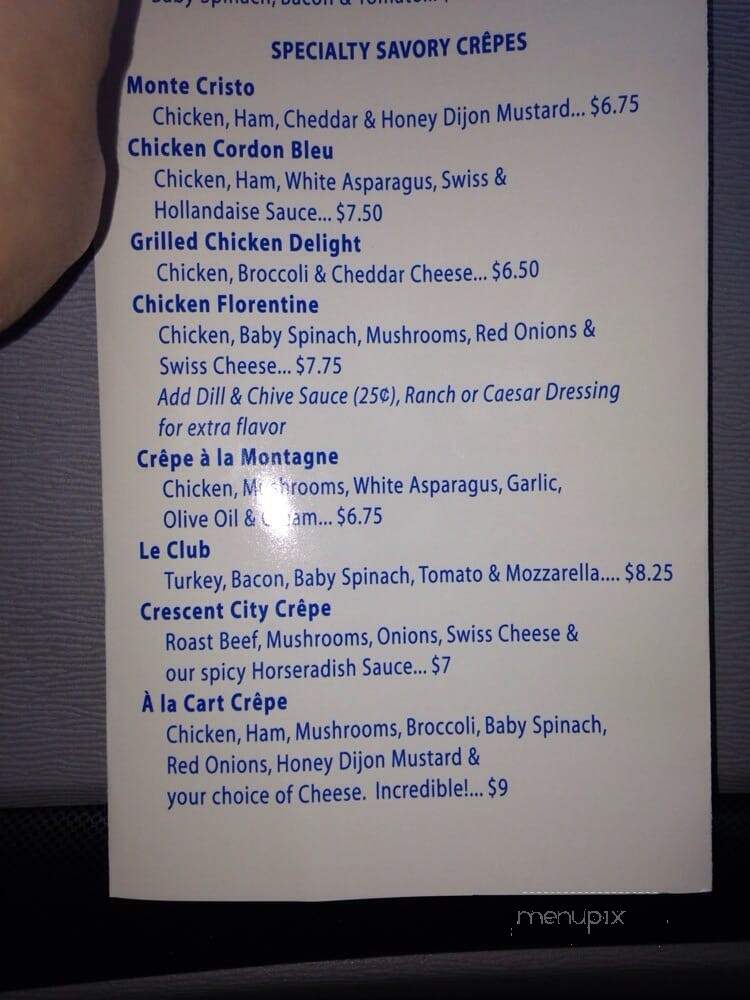 Baby Spinach, Bacon & Tomato...
SPECIALTY SAVORY CRÊPES
Monte Cristo
Chicken, Ham, Cheddar & Honey Dijon Mustard... $6.75
Chicken Cordon Bleu
Chicken, Ham, White Asparagus, Swiss &
Hollandaise Sauce... $7.50
Grilled Chicken Delight
Chicken, Broccoli & Cheddar Cheese... $6.50
Chicken Florentine
Chicken, Baby Spinach, Mushrooms, Red Onions &
Swiss Cheese... $7.75
Add Dill & Chive Sauce (25¢), Ranch or Caesar Dressing
for extra flavor
Crêpe à la Montagne
Chicken, Mushrooms, White Asparagus, Garlic,
Olive Oil & Cream... $6.75
Le Club
Turkey, Bacon, Baby Spinach, Tomato & Mozzarella.... $8.25
Crescent City Crêpe
Roast Beef, Mushrooms, Onions, Swiss Cheese &
our spicy Horseradish Sauce... $7
À la Cart Crêpe
Chicken, Ham, Mushrooms, Broccoli, Baby Spinach,
Red Onions, Honey Dijon Mustard &
your choice of Cheese. Incredible!... $9
menupix